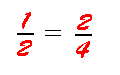 1/2 = 2/4